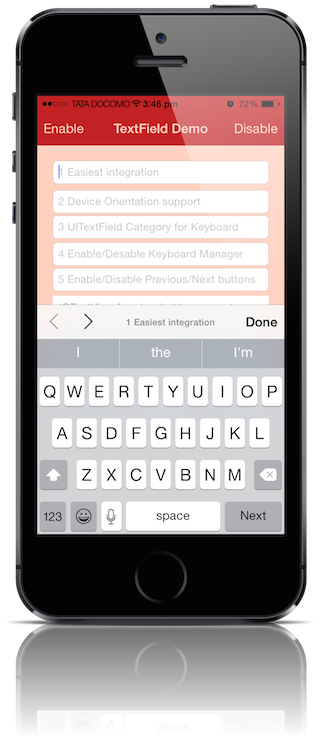 TATA DOCOMO 3:46 pm 72%
Enable TextField Demo Disable
1 Easiest integration
2 Device Orientation support
3 UITextField Category for Keyboard
4 Enable/Desable Keyboard Manager
5 Enable/Disable Previous/Next buttons
1 Easiest integration Done
I the I'm
Q W E R T Y U I O P
A S D F G H J K L
Z X C V B N M
123 space Next